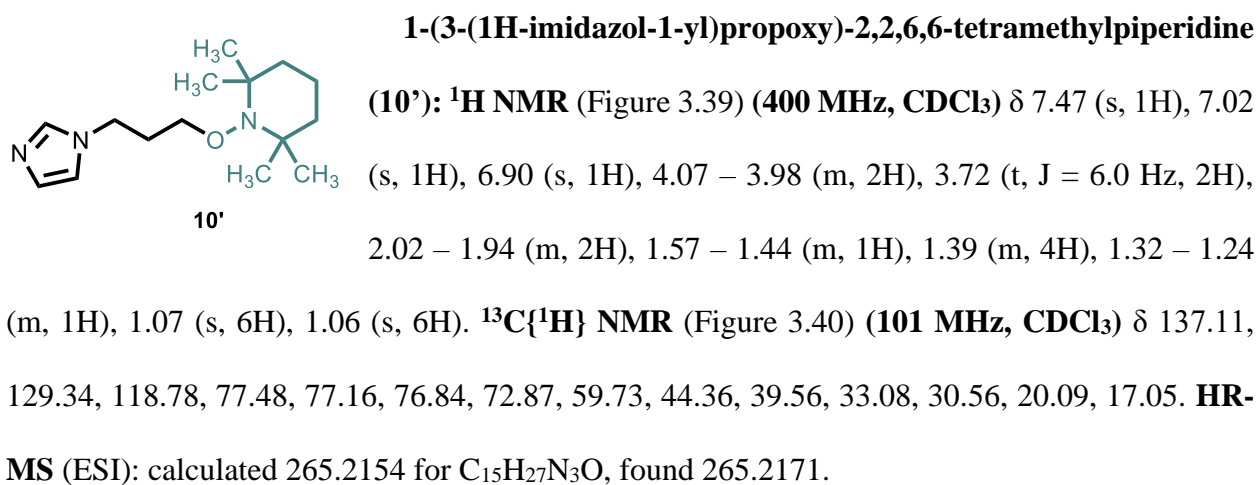 1-(3-(1H-imidazol-1-yl)propoxy)-2,2,6,6-tetramethylpiperidine
(10’): ¹H NMR (Figure 3.39) (400 MHz, CDCl₃) δ 7.47 (s, 1H), 7.02
(s, 1H), 6.90 (s, 1H), 4.07 – 3.98 (m, 2H), 3.72 (t, J = 6.0 Hz, 2H),
2.02 – 1.94 (m, 2H), 1.57 – 1.44 (m, 1H), 1.39 (m, 4H), 1.32 – 1.24
(m, 1H), 1.07 (s, 6H), 1.06 (s, 6H). ¹³C{¹H} NMR (Figure 3.40) (101 MHz, CDCl₃) δ 137.11,
129.34, 118.78, 77.48, 77.16, 76.84, 72.87, 59.73, 44.36, 39.56, 33.08, 30.56, 20.09, 17.05. HR-
MS (ESI): calculated 265.2154 for C₁₅H₂₇N₃O, found 265.2171.
H₃C
H₃C
N
N
O
N
H₃C
CH₃
10'